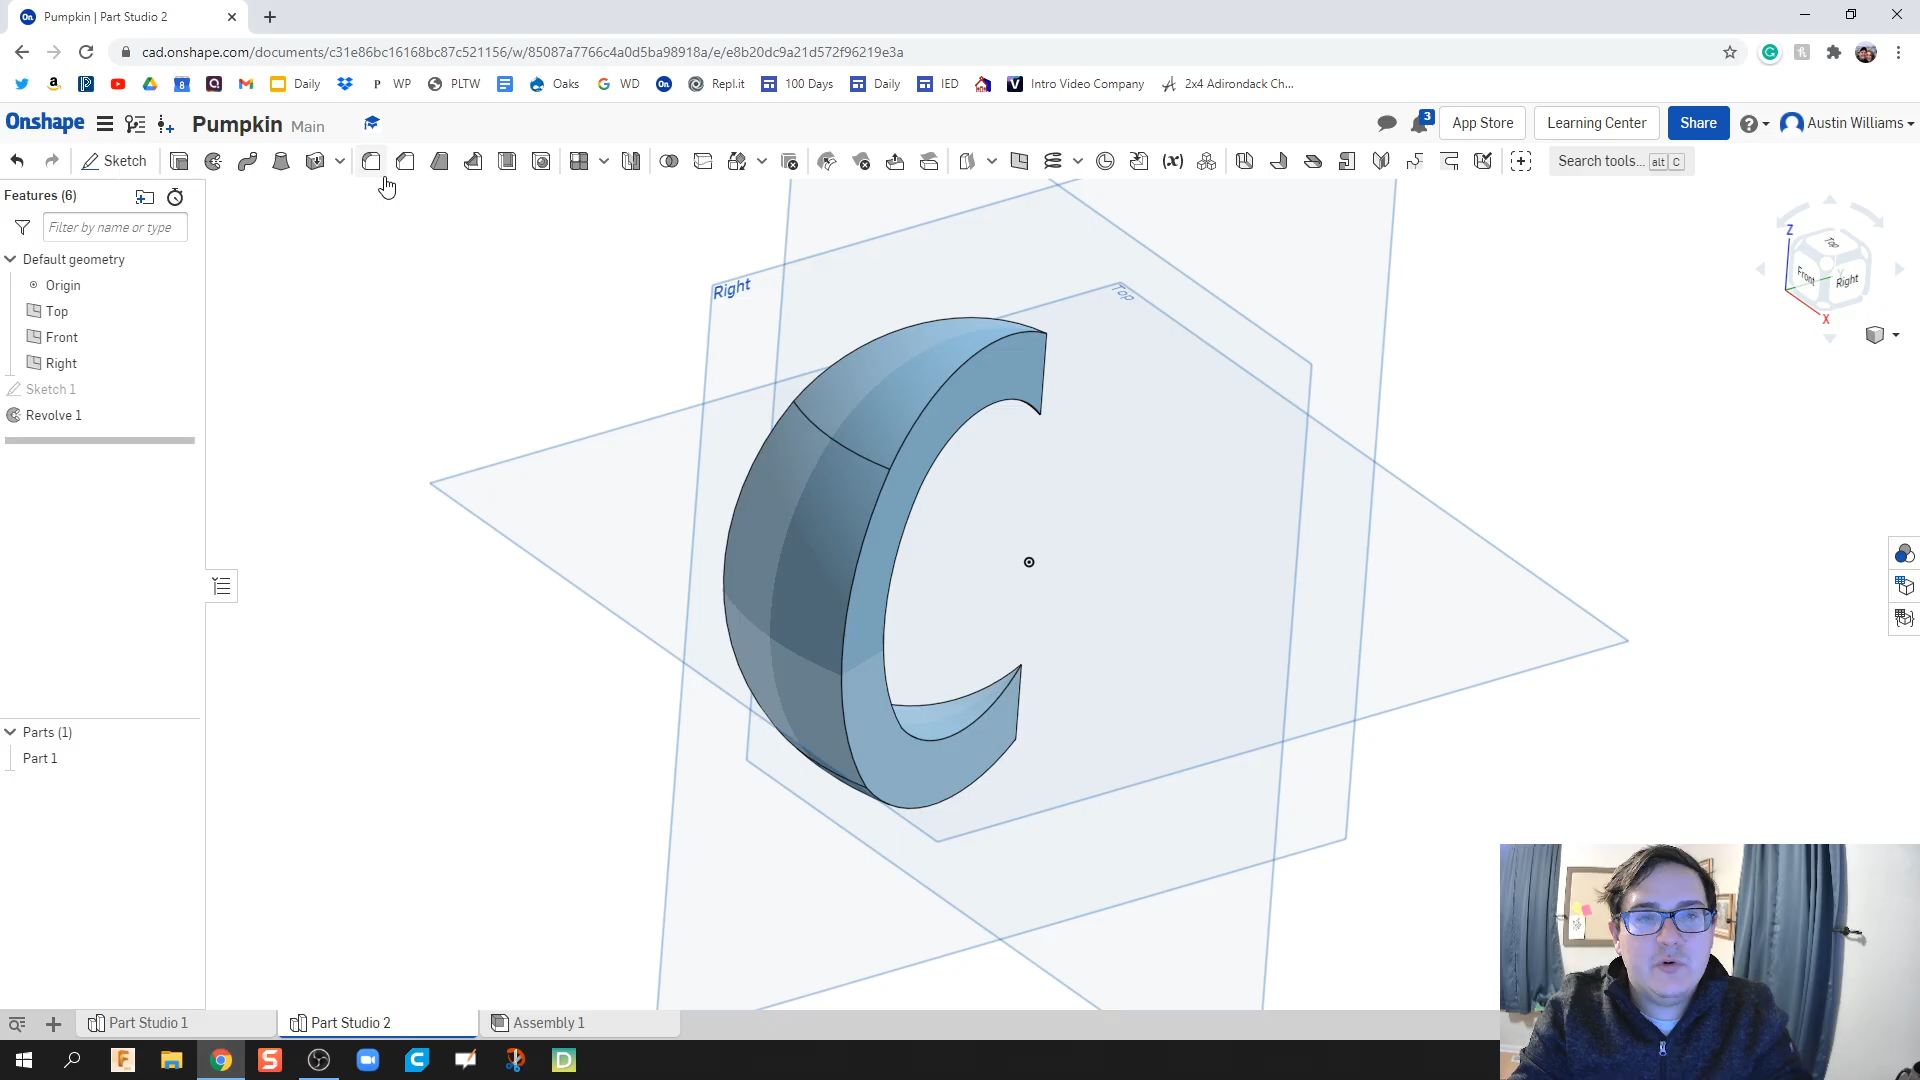 Pumpkin | Part Studio 2
cad.onshape.com/documents/c31e86bc16168bc87c521156/w/85087a7766c4a0d5ba98918a/e/e8b20dc9a21d572f96219e3a
Daily
WP
PLTW
Oaks
WD
Repl.it
100 Days
Daily
IED
Intro Video Company
2x4 Adirondack Ch...
Onshape
Pumpkin Main
3
App Store
Learning Center
Share
Austin Williams
Sketch
Search tools... alt C
Features (6)
Filter by name or type
Default geometry
Origin
Top
Front
Right
Sketch 1
Revolve 1
Parts (1)
Part 1
Right
Top
Z
Top
Front
Right
Y
X
Part Studio 1
Part Studio 2
Assembly 1